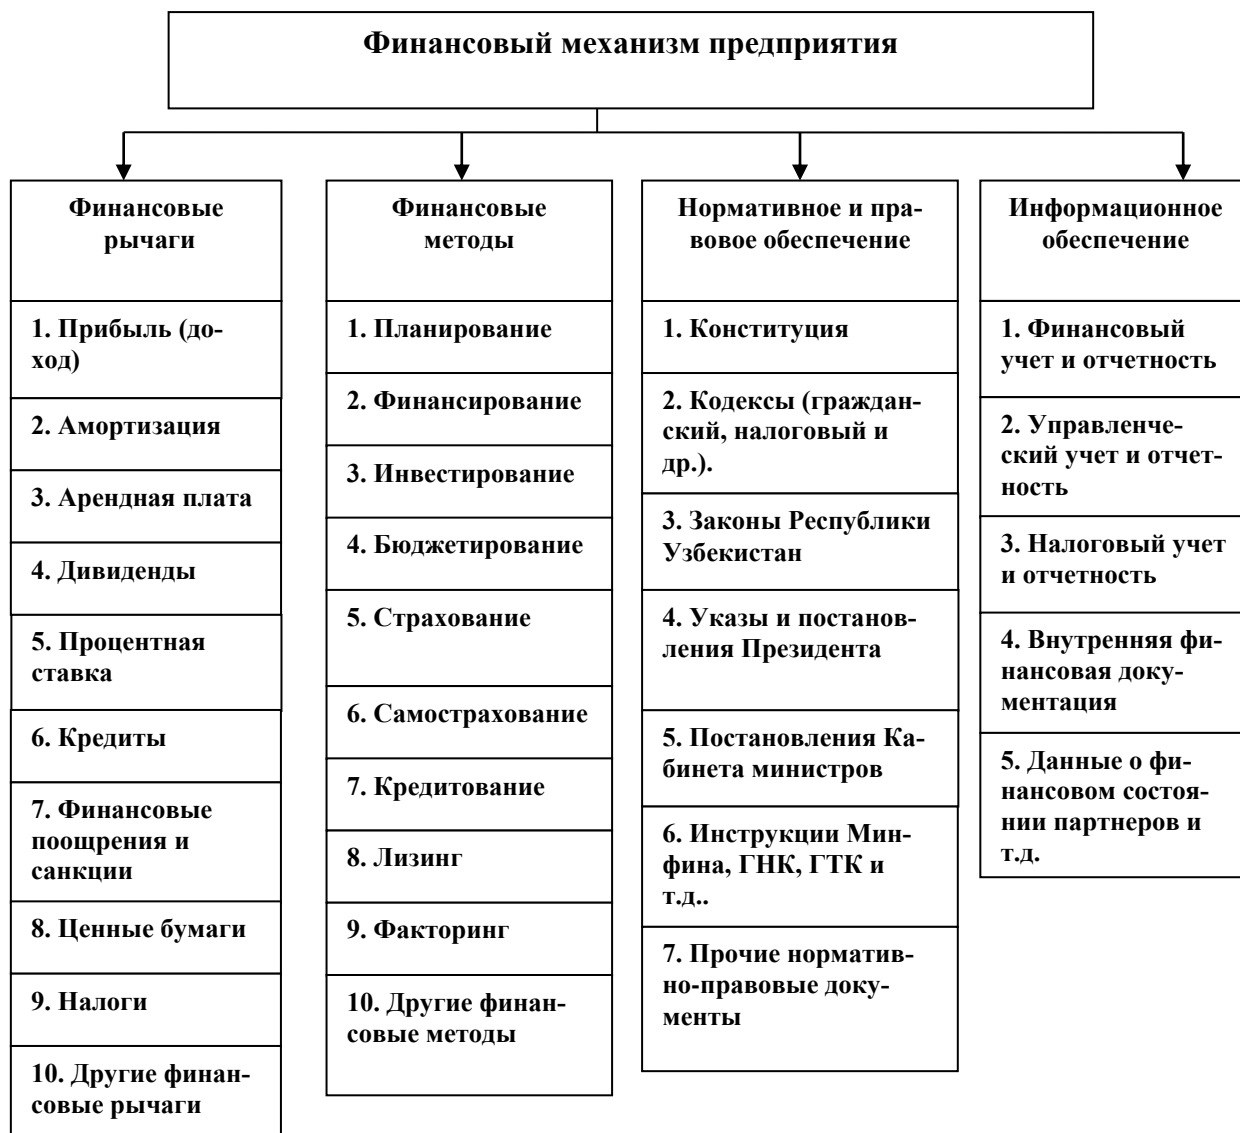 Финансовый механизм предприятия
Финансовые
рычаги
1. Прибыль (до-
ход)
2. Амортизация
3. Арендная плата
4. Дивиденды
5. Процентная
ставка
6. Кредиты
7. Финансовые
поощрения и
санкции
8. Ценные бумаги
9. Налоги
10. Другие финан-
совые рычаги
Финансовые
методы
1. Планирование
2. Финансирование
3. Инвестирование
4. Бюджетирование
5. Страхование
6. Самострахование
7. Кредитование
8. Лизинг
9. Факторинг
10. Другие финан-
совые методы
Нормативное и пра-
вовое обеспечение
1. Конституция
2. Кодексы (граждан-
ский, налоговый и
др.).
3. Законы Республики
Узбекистан
4. Указы и постанов-
ления Президента
5. Постановления Ка-
бинета министров
6. Инструкции Мин-
фина, ГНК, ГТК и
т.д..
7. Прочие норматив-
но-правовые доку-
менты
Информационное
обеспечение
1. Финансовый
учет и отчетность
2. Управленче-
ский учет и отчет-
ность
3. Налоговый учет
и отчетность
4. Внутренняя фи-
нансовая доку-
ментация
5. Данные о фи-
нансовом состоя-
нии партнеров и
т.д.